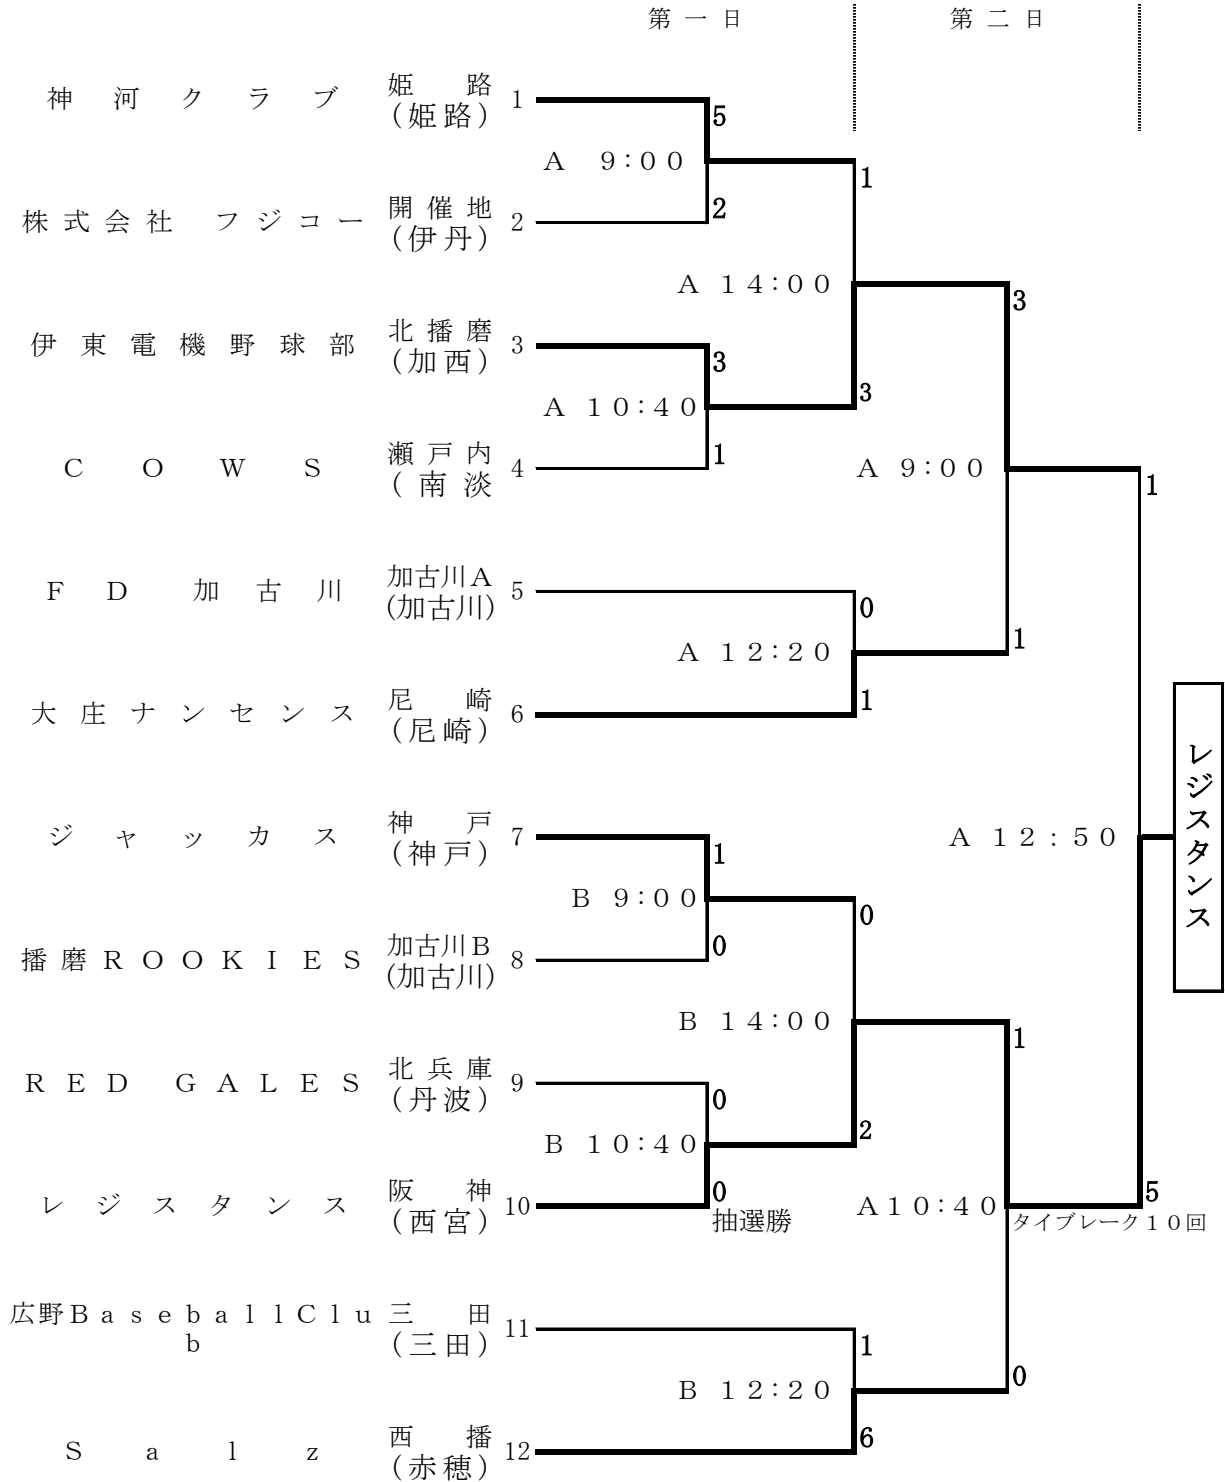 第一日 第二日
神河クラブ 姫路 1
(姫路)
5
A 9:00
1
2
株式会社 フジコー 開催地 2
(伊丹)
A 14:00
3
伊東電機野球部 北播磨 3
(加西)
3
A 10:40
3
1
COWS 瀬戸内 4
(南淡
A 9:00
1
FD 加古川 加古川A 5
(加古川)
0
A 12:20
1
1
大庄ナンセンス 尼崎 6
(尼崎)
レジスタンス
ジャッカス 神戸 7
(神戸)
A 12:50
1
B 9:00
0
0
播磨ROOKIES 加古川B 8
(加古川)
B 14:00
1
RED GALES 北兵庫 9
(丹波)
0
B 10:40
2
0
抽選勝
レジスタンス 阪神 10
(西宮)
A10:40
5
タイブレーク10回
広野BaseballClu 三田 11
b (三田)
1
B 12:20
0
6
Salz 西播 12
(赤穂)